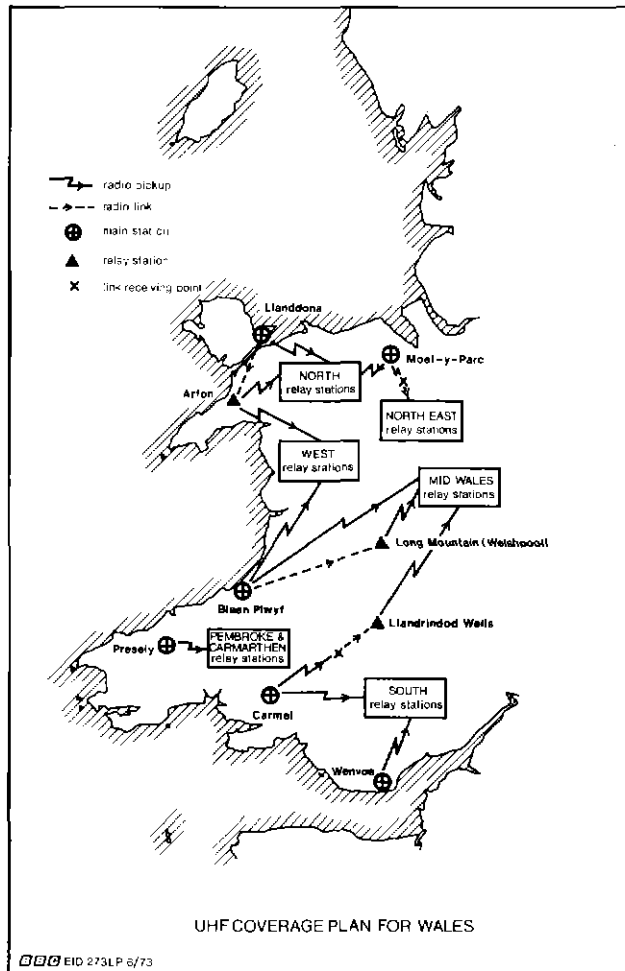 radio pickup
radio link
main station
relay station
link receiving point
Llanddona
Moel-y-Parc
NORTH
relay stations
Arfon
NORTH EAST
relay stations
WEST
relay stations
MID WALES
relay stations
Long Mountain (Welshpool)
Blaen Plwyf
Llandrindod Wells
PEMBROKE &
CARMARTHEN
relay stations
Presely
SOUTH
relay stations
Carmel
Wenvoe
UHF COVERAGE PLAN FOR WALES
BBC EID 273LP 6/73